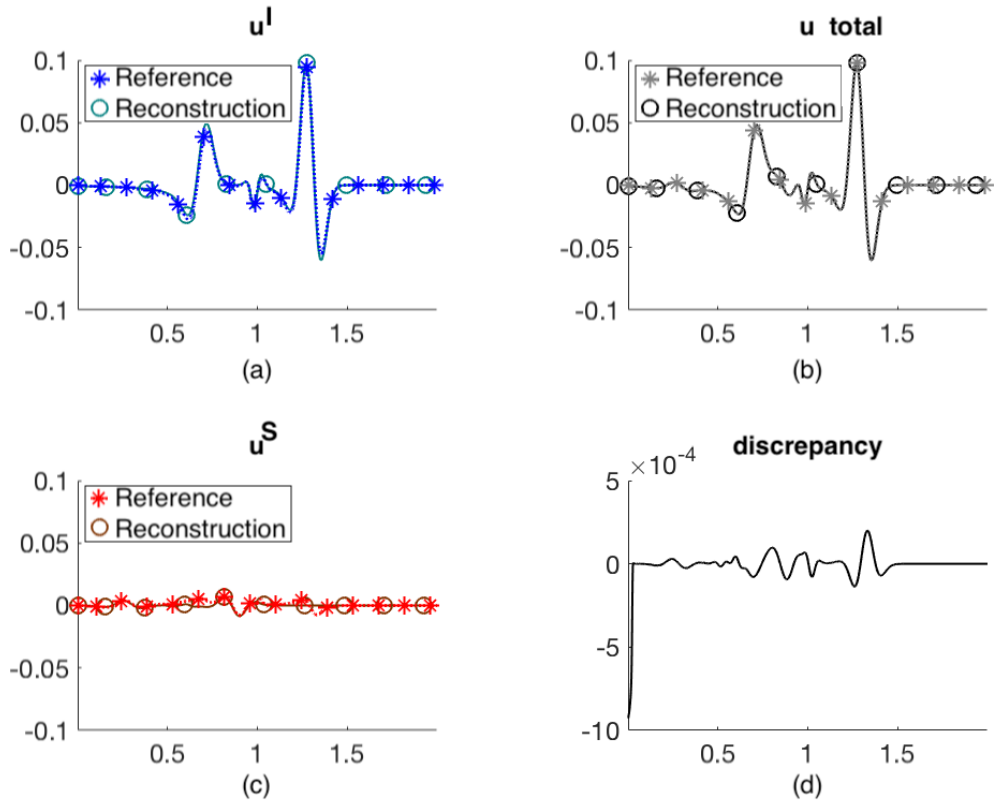 u^I
0.1
0.05
0
-0.05
-0.1
Reference
Reconstruction
0.5 1 1.5
(a)
u total
0.1
0.05
0
-0.05
-0.1
Reference
Reconstruction
0.5 1 1.5
(b)
u^S
0.1
0.05
0
-0.05
-0.1
Reference
Reconstruction
0.5 1 1.5
(c)
discrepancy
×10^-4
5
0
-5
-10
0.5 1 1.5
(d)